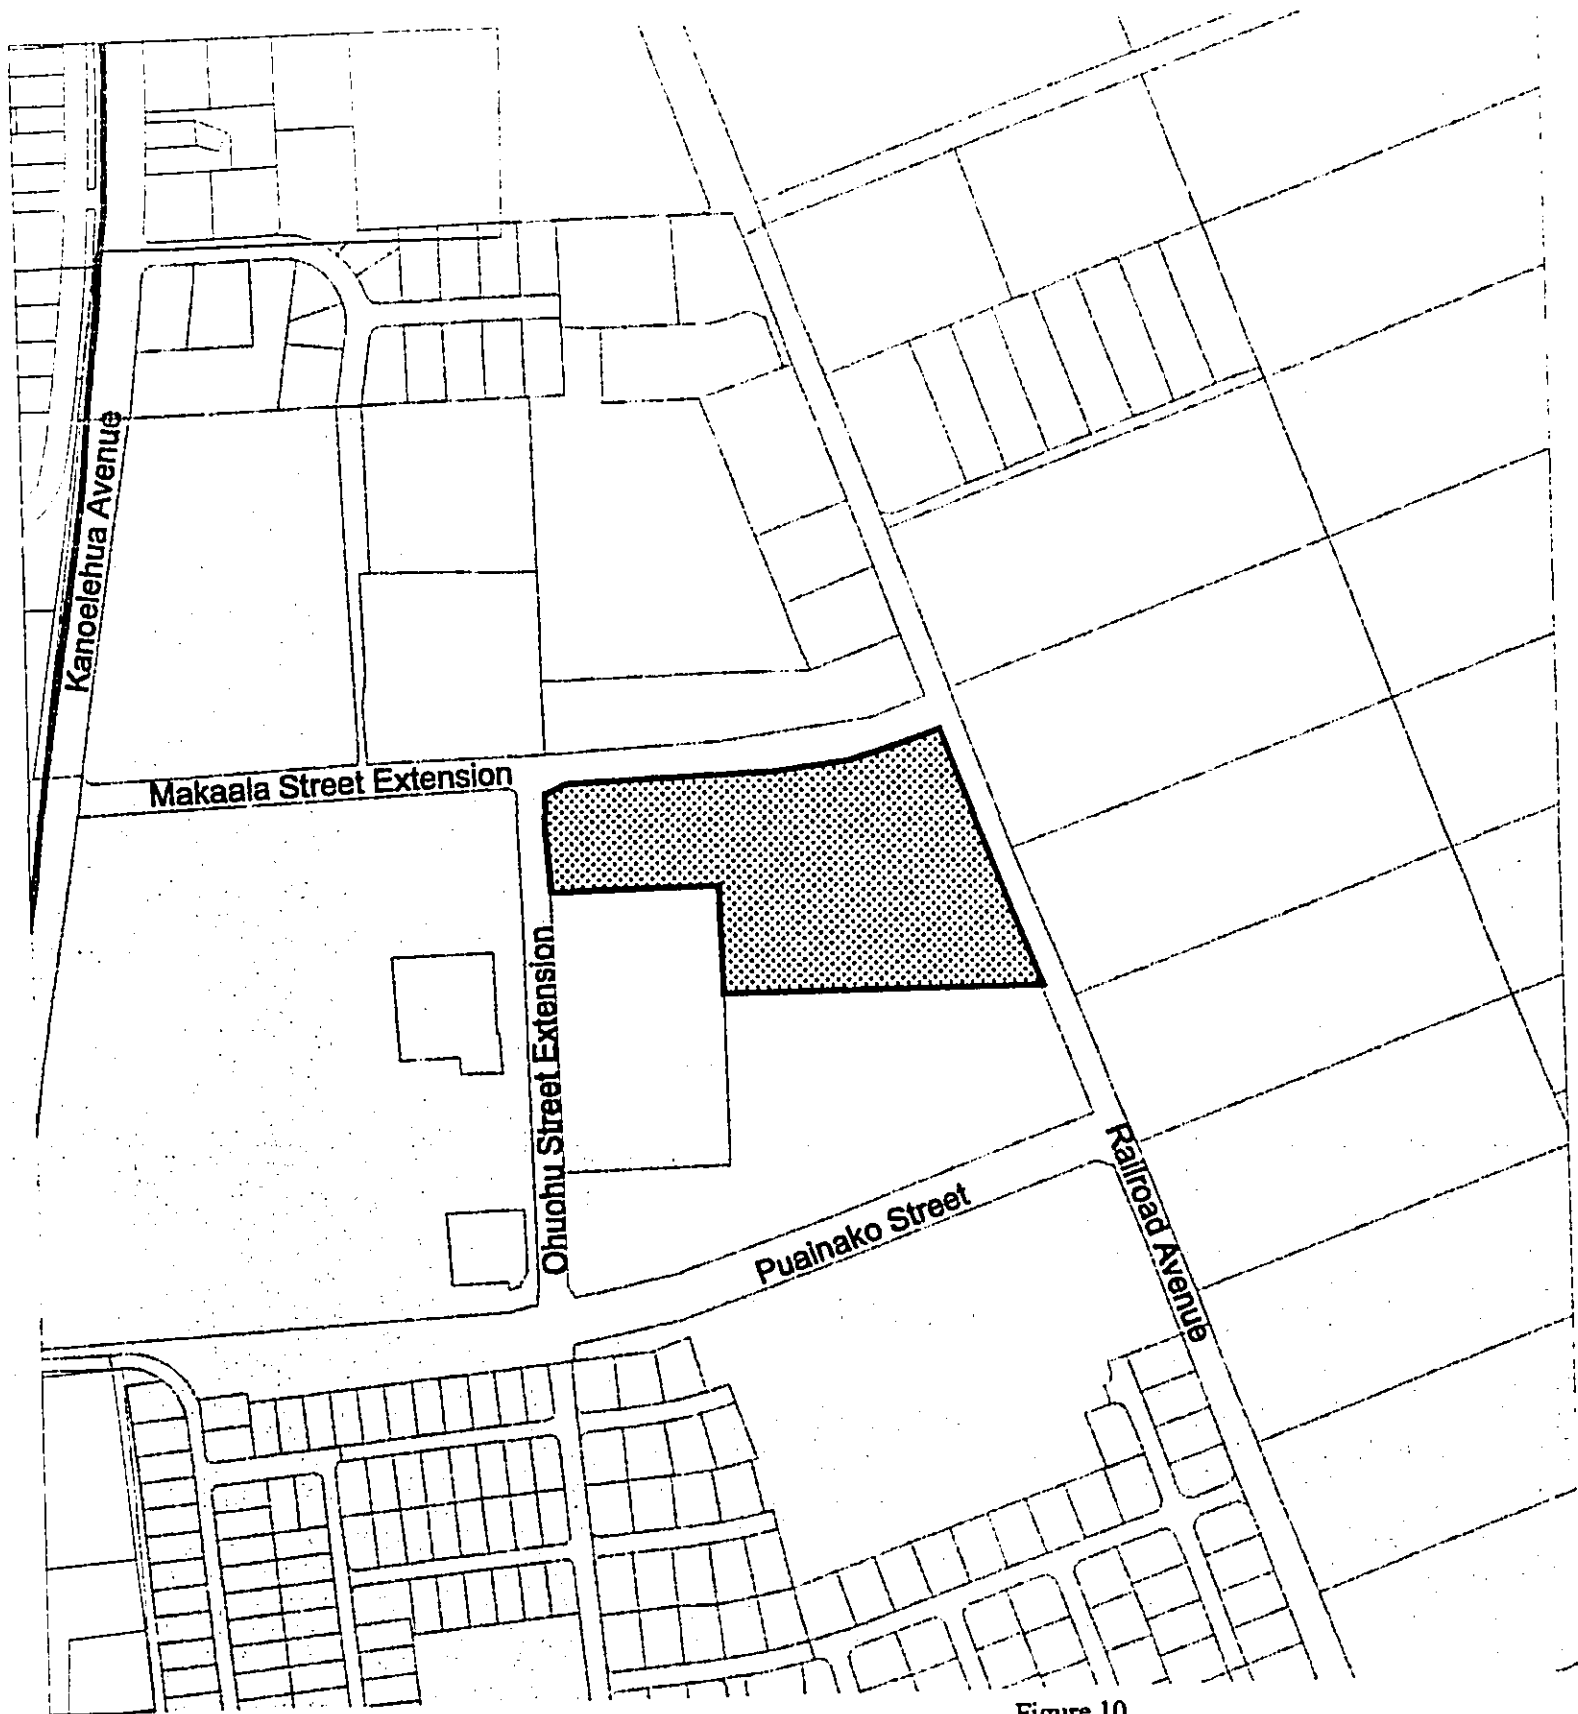 Kanoelehua Avenue
Makaala Street Extension
Ohuohu Street Extension
Puainako Street
Railroad Avenue
Figure 10